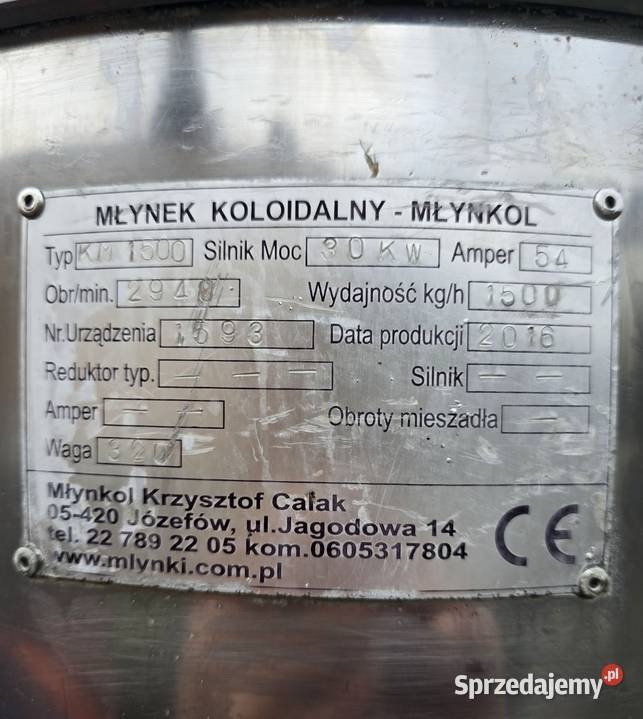 MŁYNEK KOLOIDALNY - MŁYNKOL
Typ KM 1500 Silnik Moc 30 KW Amper 54
Obr/min. 2940 Wydajność kg/h 1500
Nr.Urządzenia 1593 Data produkcji 2016
Reduktor typ. — — — Silnik — —
Amper — — Obroty mieszadła —
Waga 320
Młynkol Krzysztof Całak
05-420 Józefów, ul.Jagodowa 14
tel. 22 789 22 05 kom.0605317804
www.mlynki.com.pl
CE
Sprzedajemy.pl